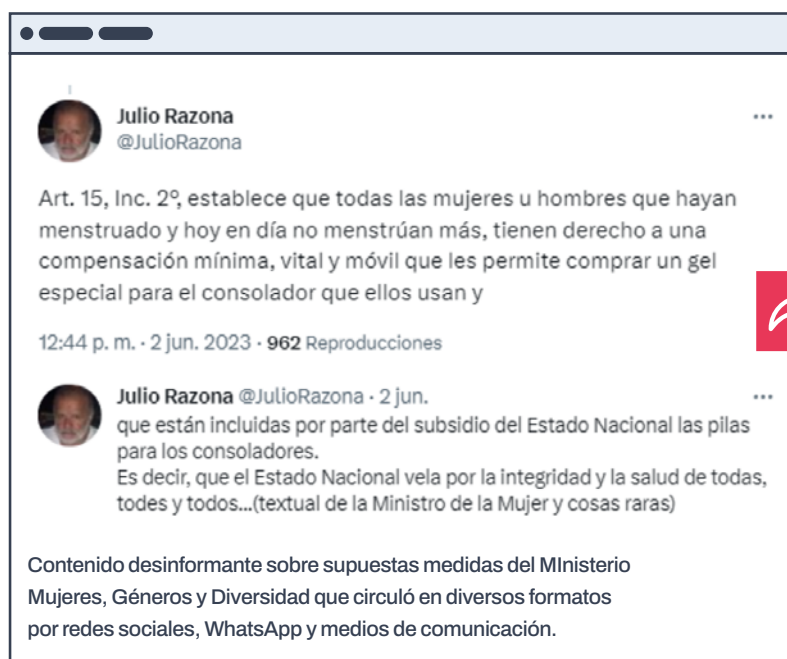 Julio Razona
@JulioRazona
Art. 15, Inc. 2º, establece que todas las mujeres u hombres que hayan
menstruado y hoy en día no menstrúan más, tienen derecho a una
compensación mínima, vital y móvil que les permite comprar un gel
especial para el consolador que ellos usan y
12:44 p. m. · 2 jun. 2023 · 962 Reproducciones
Julio Razona @JulioRazona · 2 jun.
que están incluidas por parte del subsidio del Estado Nacional las pilas
para los consoladores.
Es decir, que el Estado Nacional vela por la integridad y la salud de todas,
todes y todos...(textual de la Ministro de la Mujer y cosas raras)
Contenido desinformante sobre supuestas medidas del MInisterio
Mujeres, Géneros y Diversidad que circuló en diversos formatos
por redes sociales, WhatsApp y medios de comunicación.